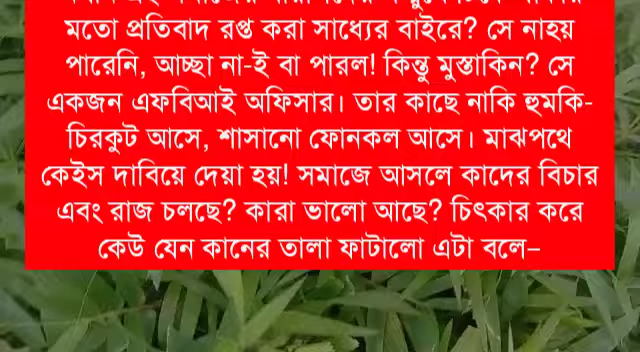 মতো প্রতিবাদ রপ্ত করা সাধ্যের বাইরে? সে নাহয়
পারেনি, আচ্ছা না-ই বা পারল! কিন্তু মুস্তাকিন? সে
একজন এফবিআই অফিসার। তার কাছে নাকি হুমকি-
চিরকুট আসে, শাসানো ফোনকল আসে। মাঝপথে
কেইস দাবিয়ে দেয়া হয়! সমাজে আসলে কাদের বিচার
এবং রাজ চলছে? কারা ভালো আছে? চিৎকার করে
কেউ যেন কানের তালা ফাটালো এটা বলে–